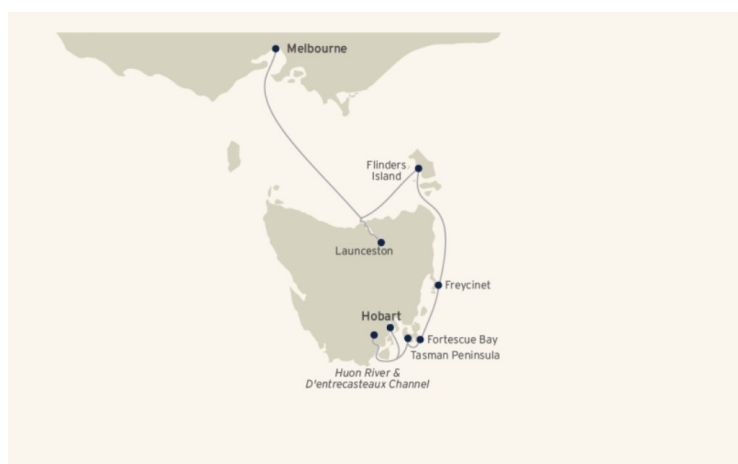 Melbourne
Flinders
Island
Launceston
Freycinet
Hobart
Fortescue Bay
Tasman Peninsula
Huon River &
D'entrecasteaux Channel